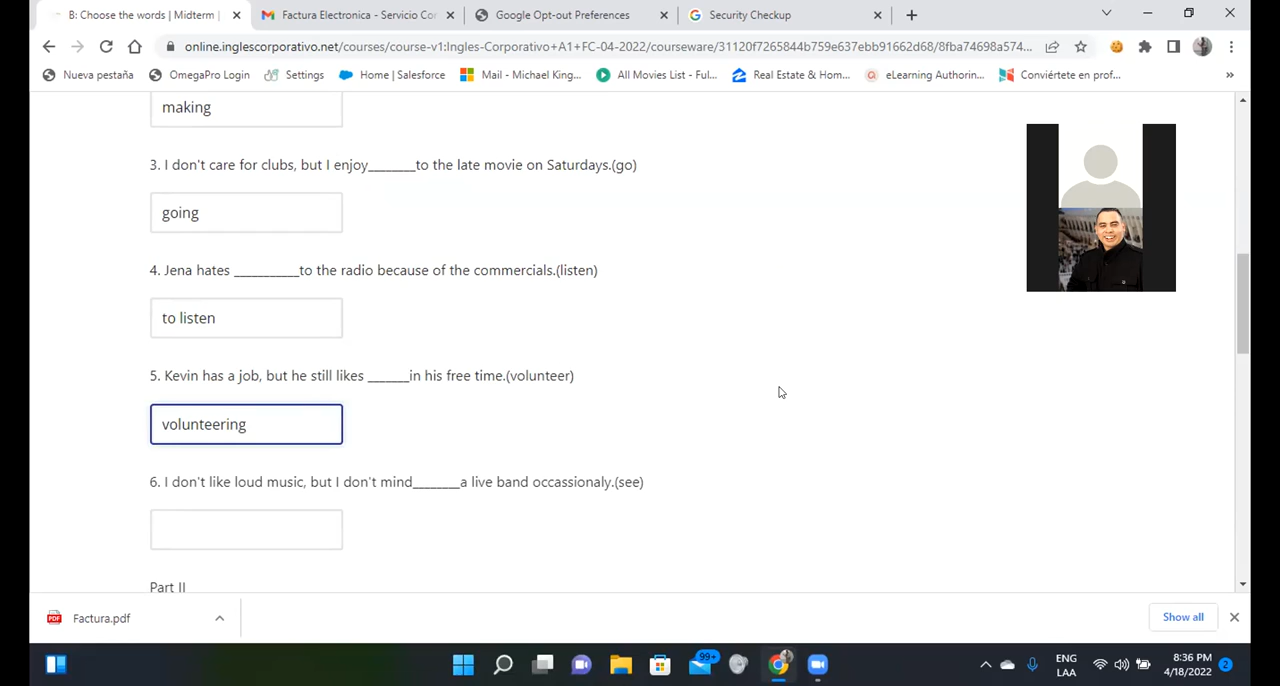 B: Choose the words | Midterm |
Factura Electronica - Servicio Cor
Google Opt-out Preferences
Security Checkup
online.inglescorporativo.net/courses/course-v1:Ingles-Corporativo+A1+FC-04-2022/courseware/31120f7265844b759e637ebb91662d68/8fba74698a574...
Nueva pestaña
OmegaPro Login
Settings
Home | Salesforce
Mail - Michael King...
All Movies List - Ful...
Real Estate & Hom...
eLearning Authorin...
Conviértete en prof...
»
making
3. I don't care for clubs, but I enjoy________to the late movie on Saturdays.(go)
going
4. Jena hates ___________to the radio because of the commercials.(listen)
to listen
5. Kevin has a job, but he still likes _______in his free time.(volunteer)
volunteering
6. I don't like loud music, but I don't mind________a live band occassionaly.(see)
Part II
PDF
Factura.pdf
Show all
99+
ENG
LAA
8:36 PM
4/18/2022
2